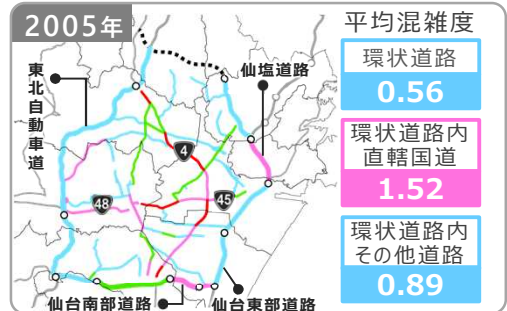 2005年
東北自動車道
仙塩道路
4
48
45
仙台南部道路
仙台東部道路
平均混雑度
環状道路
0.56
環状道路内
直轄国道
1.52
環状道路内
その他道路
0.89